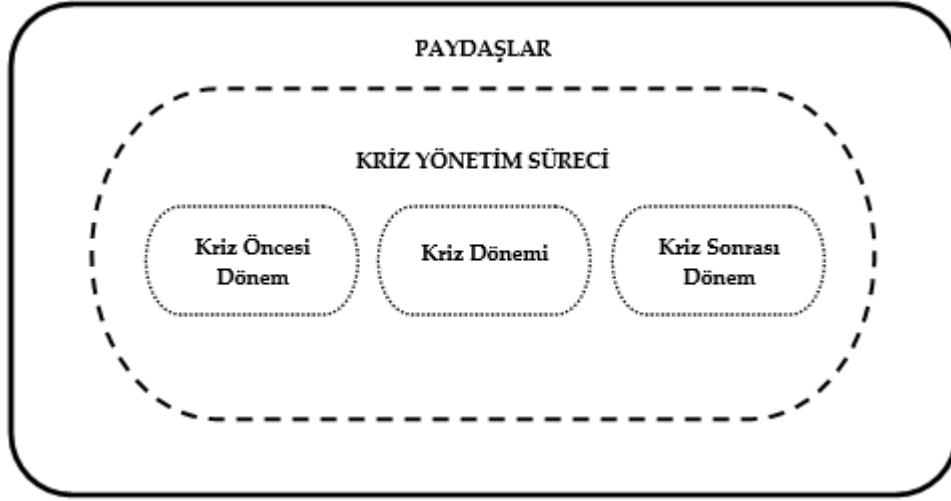 PAYDAŞLAR
KRİZ YÖNETİM SÜRECİ
Kriz Öncesi
Dönem
Kriz Dönemi
Kriz Sonrası
Dönem